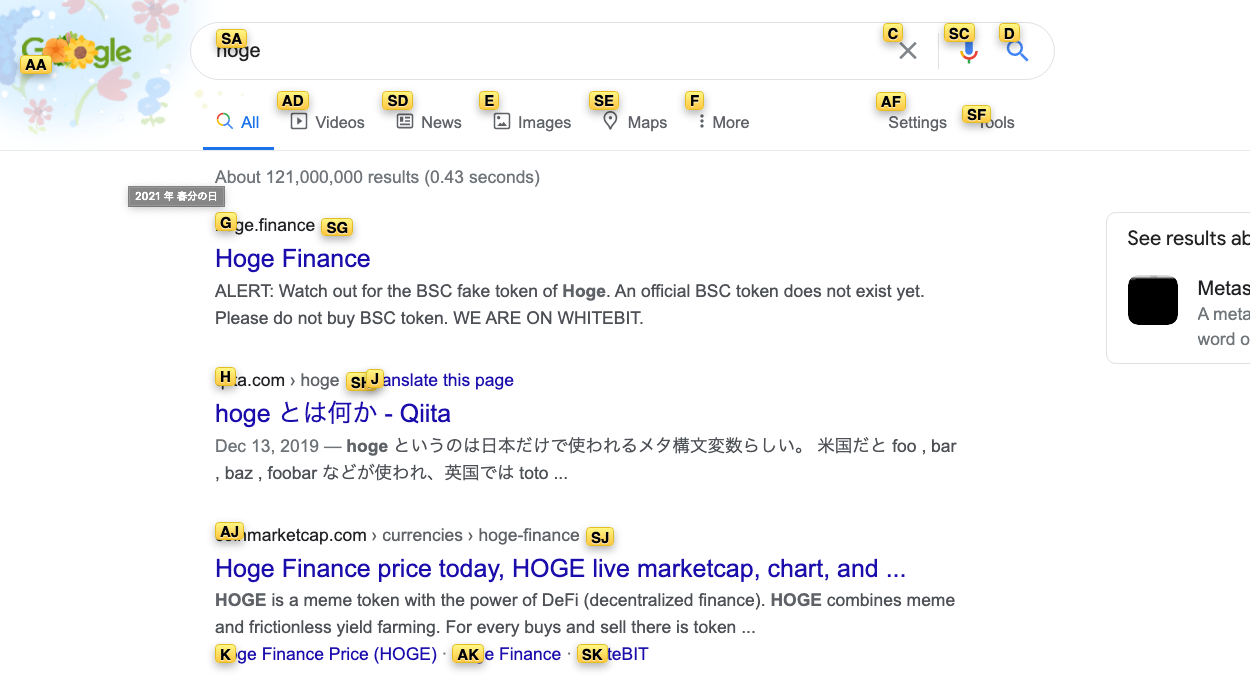 Google
AA
SA
hoge
C
SC
D
All
AD
Videos
SD
News
E
Images
SE
Maps
F
More
AF
Settings
SF
Tools
About 121,000,000 results (0.43 seconds)
2021 年 春分の日
G
hoge.finance SG
Hoge Finance
ALERT: Watch out for the BSC fake token of Hoge. An official BSC token does not exist yet.
Please do not buy BSC token. WE ARE ON WHITEBIT.
H
qiita.com › hoge SH J Translate this page
hoge とは何か - Qiita
Dec 13, 2019 — hoge というのは日本だけで使われるメタ構文変数らしい。 米国だと foo , bar
, baz , foobar などが使われ、英国では toto ...
AJ
coinmarketcap.com › currencies › hoge-finance SJ
Hoge Finance price today, HOGE live marketcap, chart, and ...
HOGE is a meme token with the power of DeFi (decentralized finance). HOGE combines meme
and frictionless yield farming. For every buys and sell there is token ...
K Hoge Finance Price (HOGE) · AK Hoge Finance · SK WhiteBIT
See results ab
Metas
A meta
word o